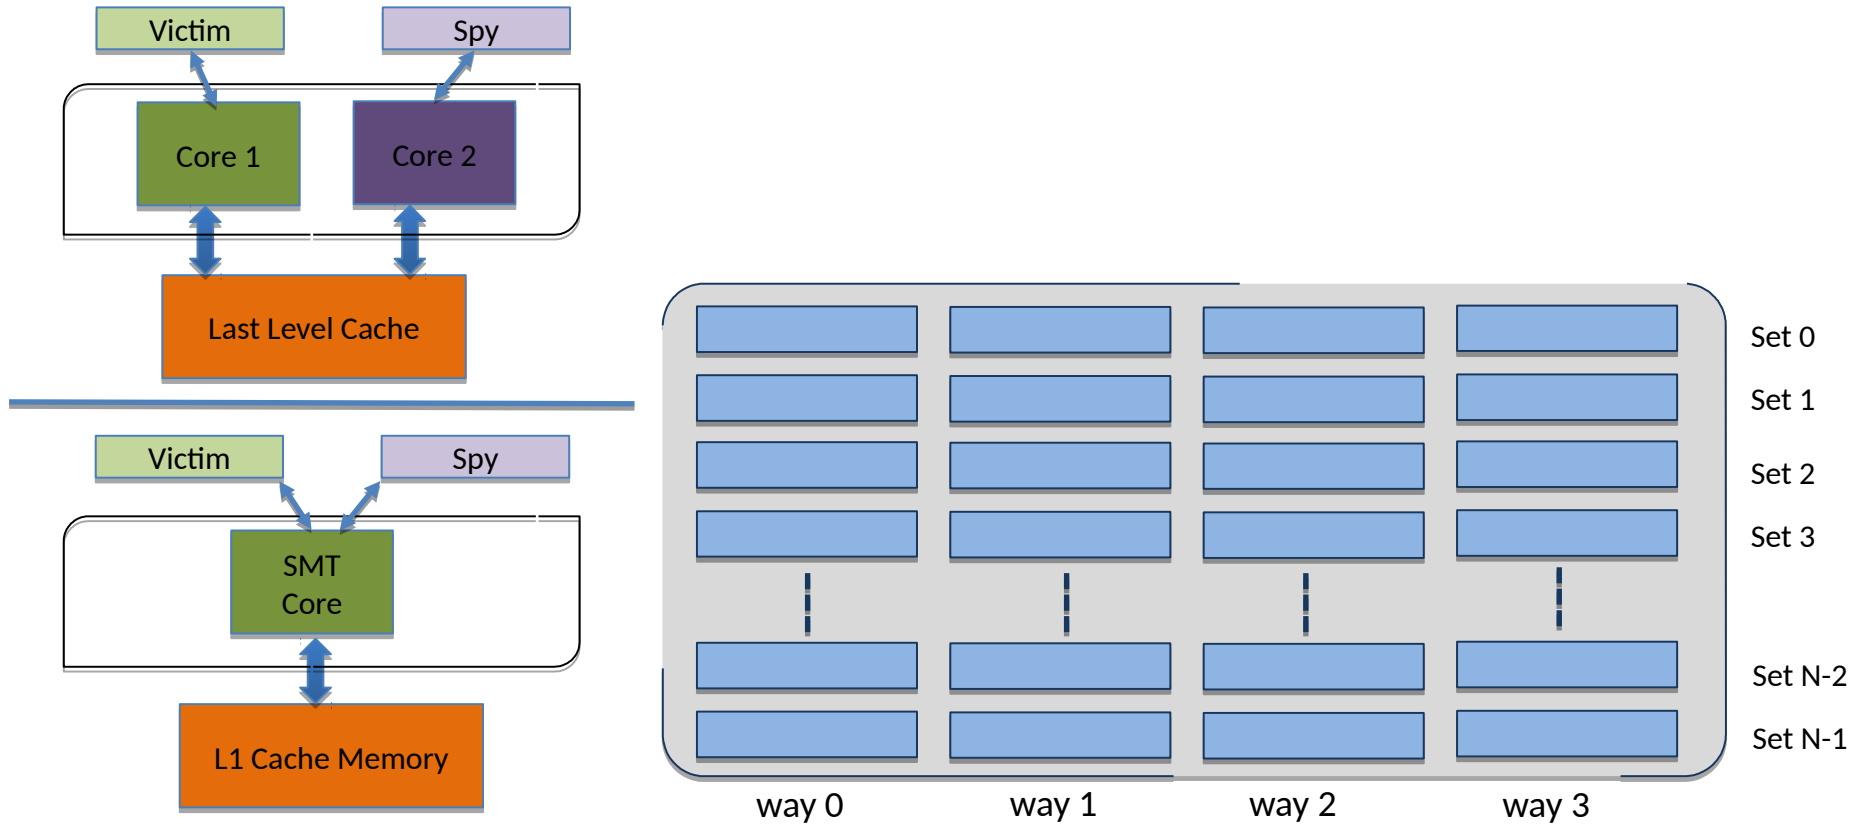 Victim
Spy
Core 1
Core 2
Last Level Cache
Victim
Spy
SMT
Core
L1 Cache Memory
Set 0
Set 1
Set 2
Set 3
Set N-2
Set N-1
way 0
way 1
way 2
way 3